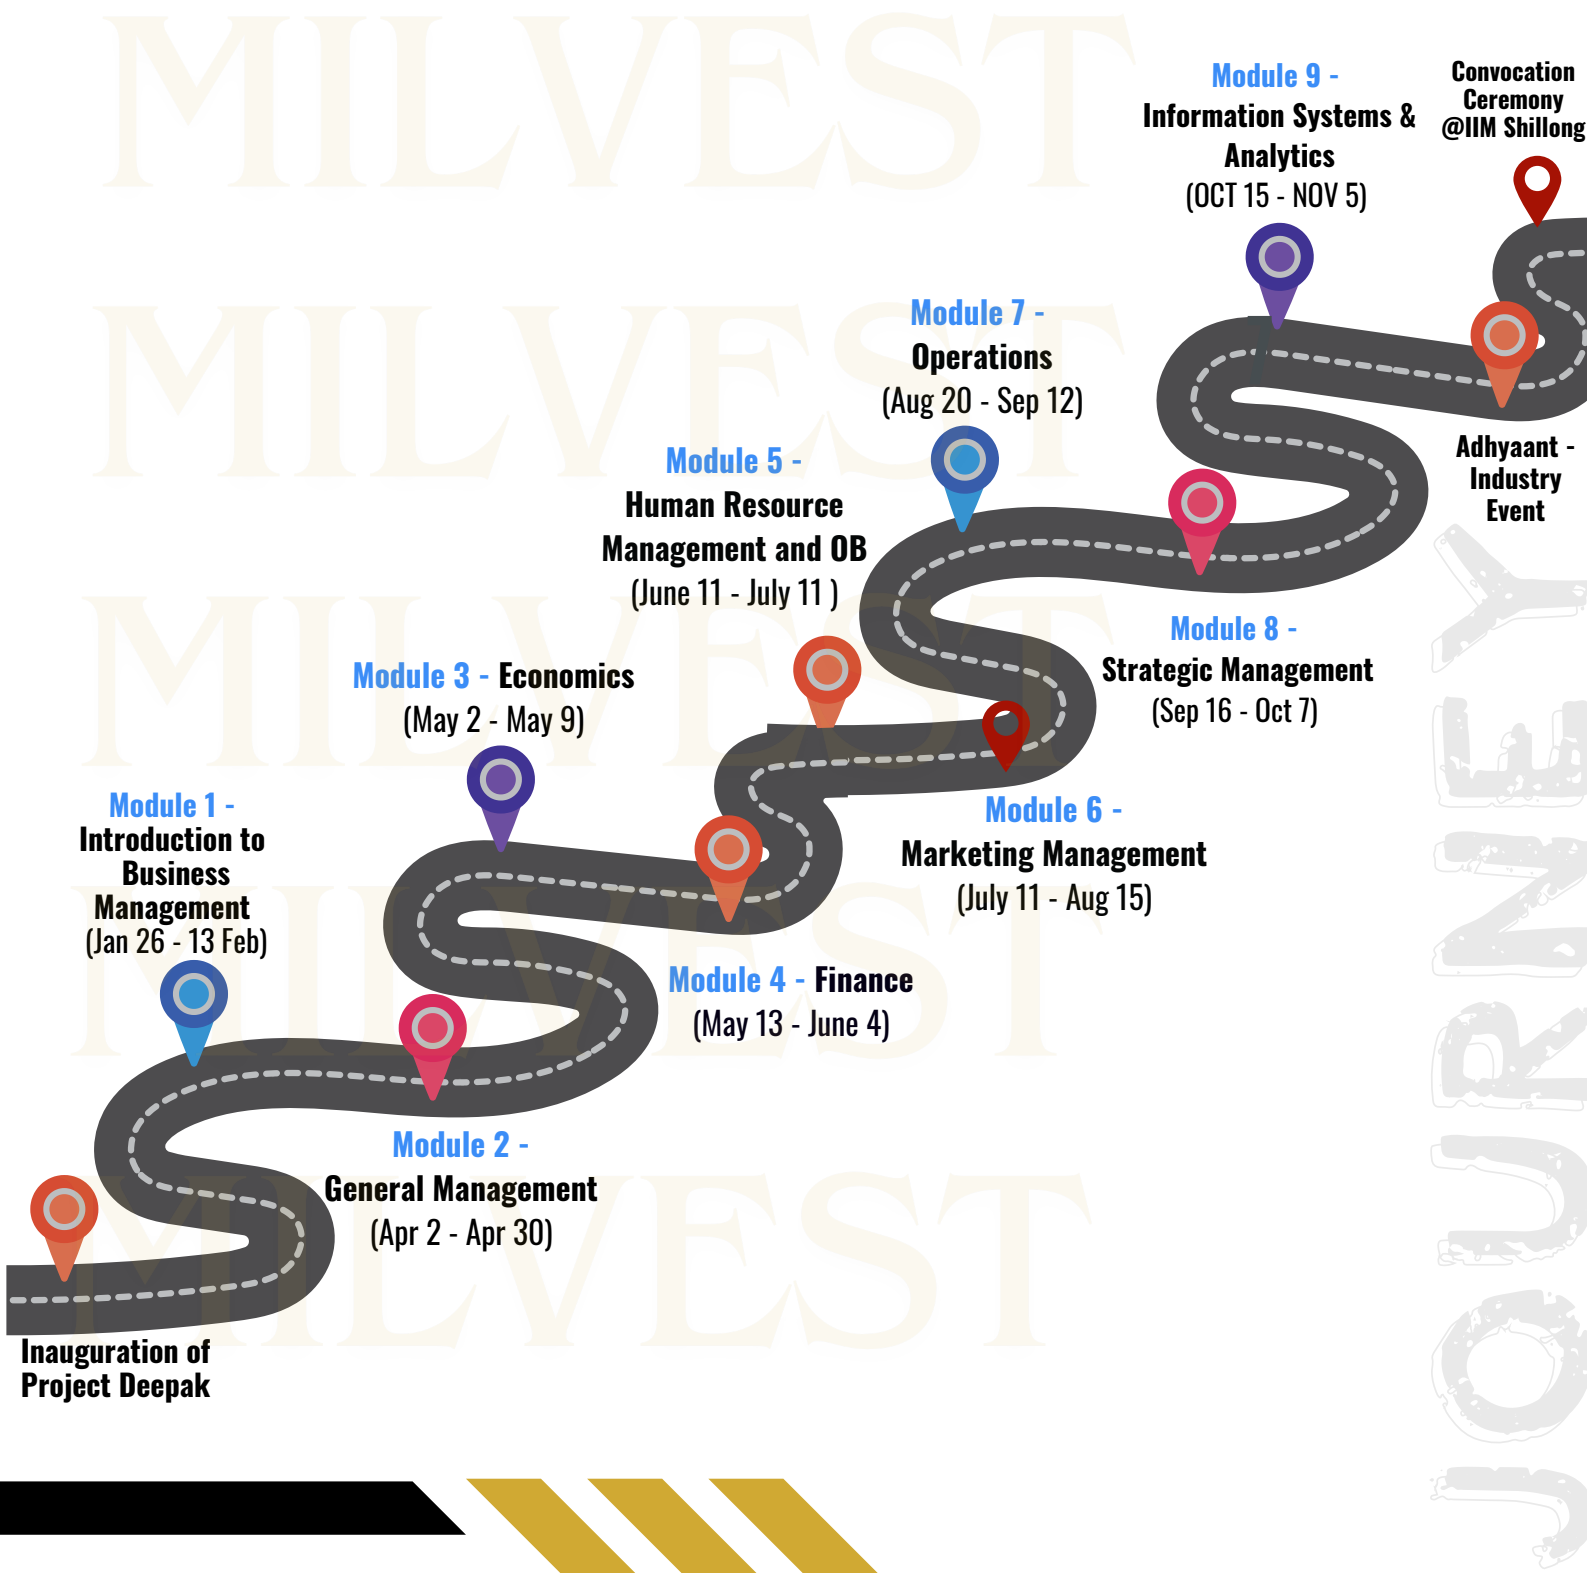 MILVEST
MILVEST
MILVEST
MILVEST
MILVEST
Inauguration of
Project Deepak
Module 1 -
Introduction to
Business
Management
(Jan 26 - 13 Feb)
Module 2 -
General Management
(Apr 2 - Apr 30)
Module 3 - Economics
(May 2 - May 9)
Module 4 - Finance
(May 13 - June 4)
Module 5 -
Human Resource
Management and OB
(June 11 - July 11 )
Module 6 -
Marketing Management
(July 11 - Aug 15)
Module 7 -
Operations
(Aug 20 - Sep 12)
Module 8 -
Strategic Management
(Sep 16 - Oct 7)
Module 9 -
Information Systems &
Analytics
(OCT 15 - NOV 5)
Adhyaant -
Industry
Event
Convocation
Ceremony
@IIM Shillong
JOURNEY